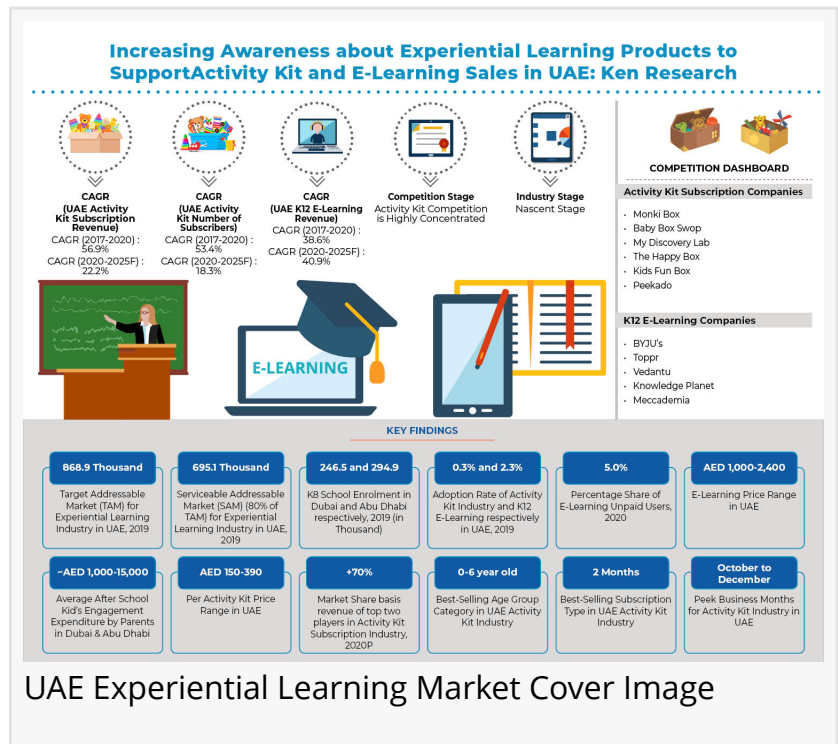 Increasing Awareness about Experiential Learning Products to
SupportActivity Kit and E-Learning Sales in UAE: Ken Research
CAGR
(UAE Activity
Kit Subscription
Revenue)
CAGR (2017-2020) :
56.9%
CAGR (2020-2025F) :
22.2%
CAGR
(UAE Activity
Kit Number of
Subscribers)
CAGR (2017-2020) :
53.4%
CAGR (2020-2025F) :
18.3%
CAGR
(UAE K12 E-Learning
Revenue)
CAGR (2017-2020) :
38.6%
CAGR (2020-2025F) :
40.9%
Competition Stage
Activity Kit Competition
is Highly Concentrated
Industry Stage
Nascent Stage
E-LEARNING
COMPETITION DASHBOARD
Activity Kit Subscription Companies
• Monki Box
• Baby Box Swop
• My Discovery Lab
• The Happy Box
• Kids Fun Box
• Peekado
K12 E-Learning Companies
• BYJU's
• Toppr
• Vedantu
• Knowledge Planet
• Meccademia
KEY FINDINGS
868.9 Thousand
Target Addressable
Market (TAM) for
Experiential Learning
Industry in UAE, 2019
695.1 Thousand
Serviceable Addressable
Market (SAM) (80% of
TAM) for Experiential
Learning Industry in UAE,
2019
246.5 and 294.9
K8 School Enrolment in
Dubai and Abu Dhabi
respectively, 2019 (in
Thousand)
0.3% and 2.3%
Adoption Rate of Activity
Kit Industry and K12
E-Learning respectively
in UAE, 2019
5.0%
Percentage Share of
E-Learning Unpaid Users,
2020
AED 1,000-2,400
E-Learning Price Range
in UAE
~AED 1,000-15,000
Average After School
Kid's Engagement
Expenditure by Parents
in Dubai & Abu Dhabi
AED 150-390
Per Activity Kit Price
Range in UAE
+70%
Market Share basis
revenue of top two
players in Activity Kit
Subscription Industry,
2020P
0-6 year old
Best-Selling Age Group
Category in UAE Activity
Kit Industry
2 Months
Best-Selling Subscription
Type in UAE Activity Kit
Industry
October to
December
Peek Business Months
for Activity Kit Industry in
UAE
UAE Experiential Learning Market Cover Image